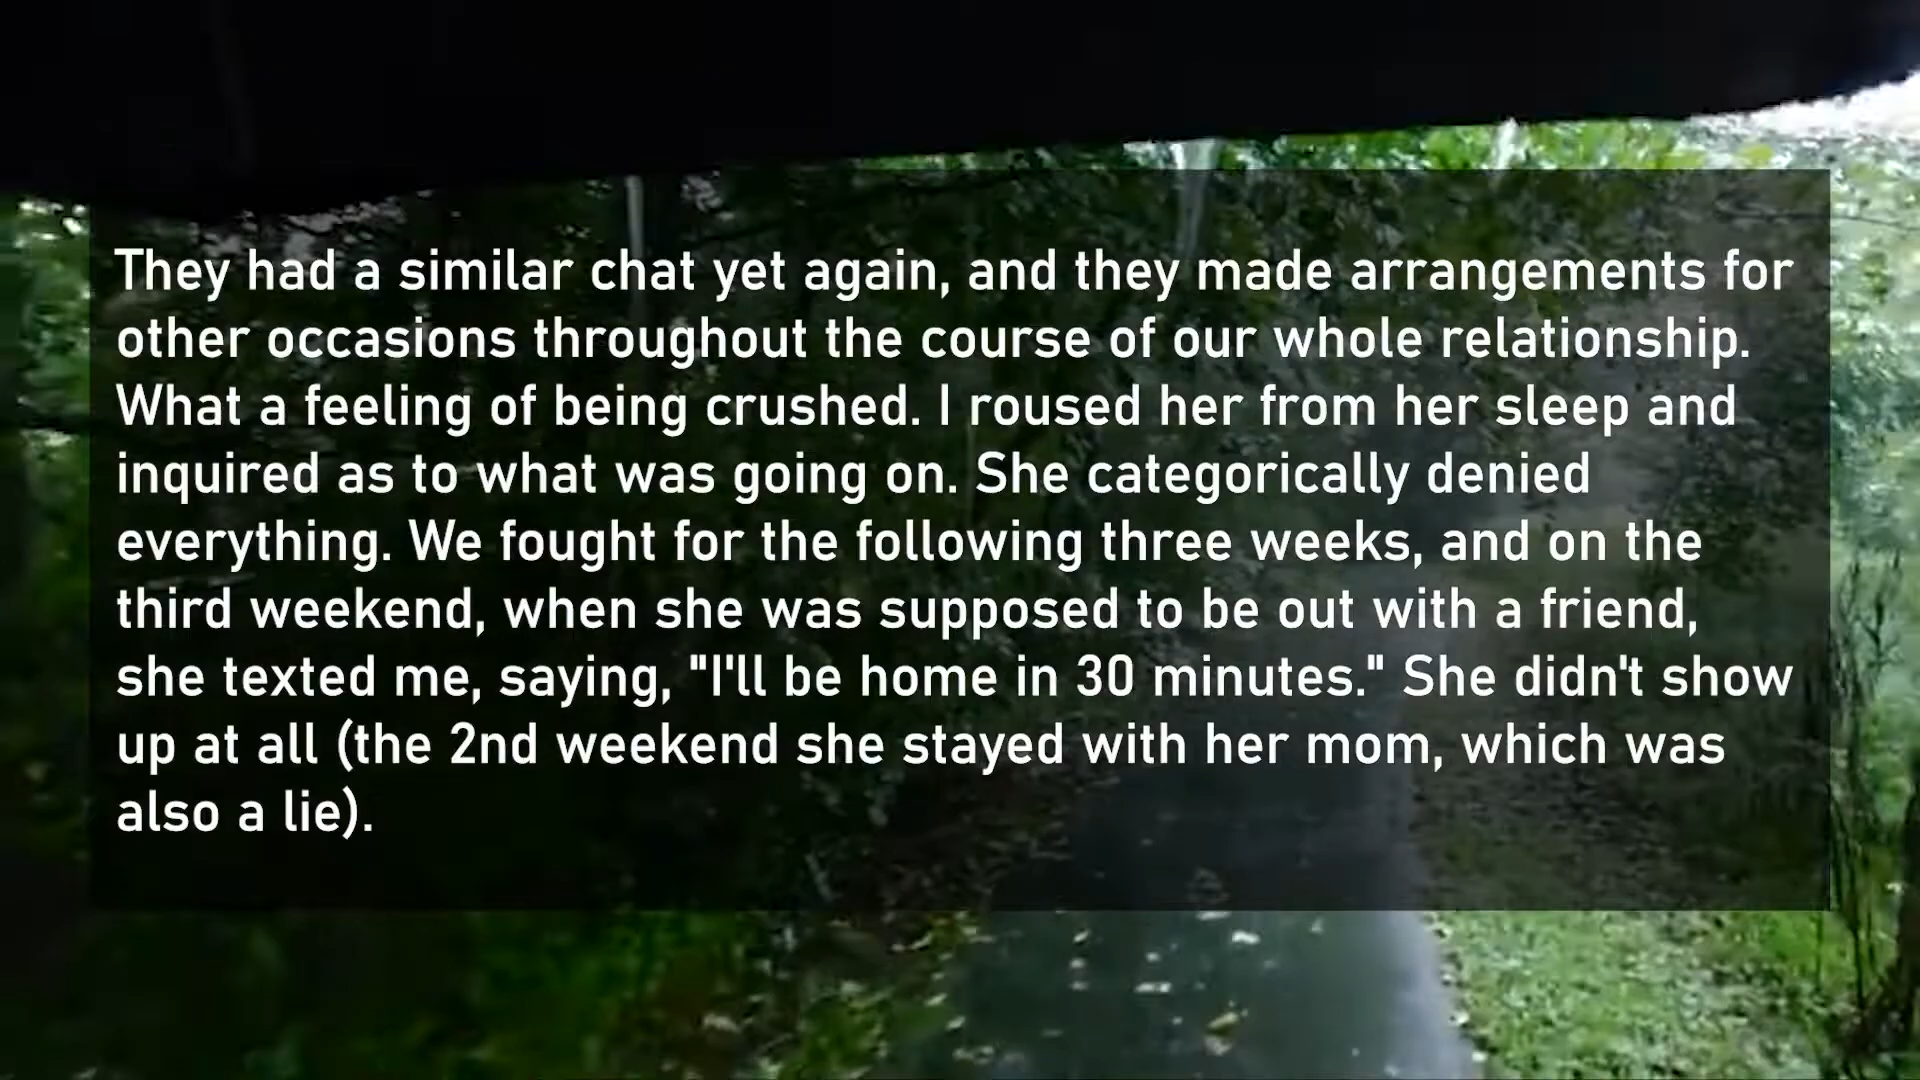 They had a similar chat yet again, and they made arrangements for
other occasions throughout the course of our whole relationship.
What a feeling of being crushed. I roused her from her sleep and
inquired as to what was going on. She categorically denied
everything. We fought for the following three weeks, and on the
third weekend, when she was supposed to be out with a friend,
she texted me, saying, "I'll be home in 30 minutes." She didn't show
up at all (the 2nd weekend she stayed with her mom, which was
also a lie).